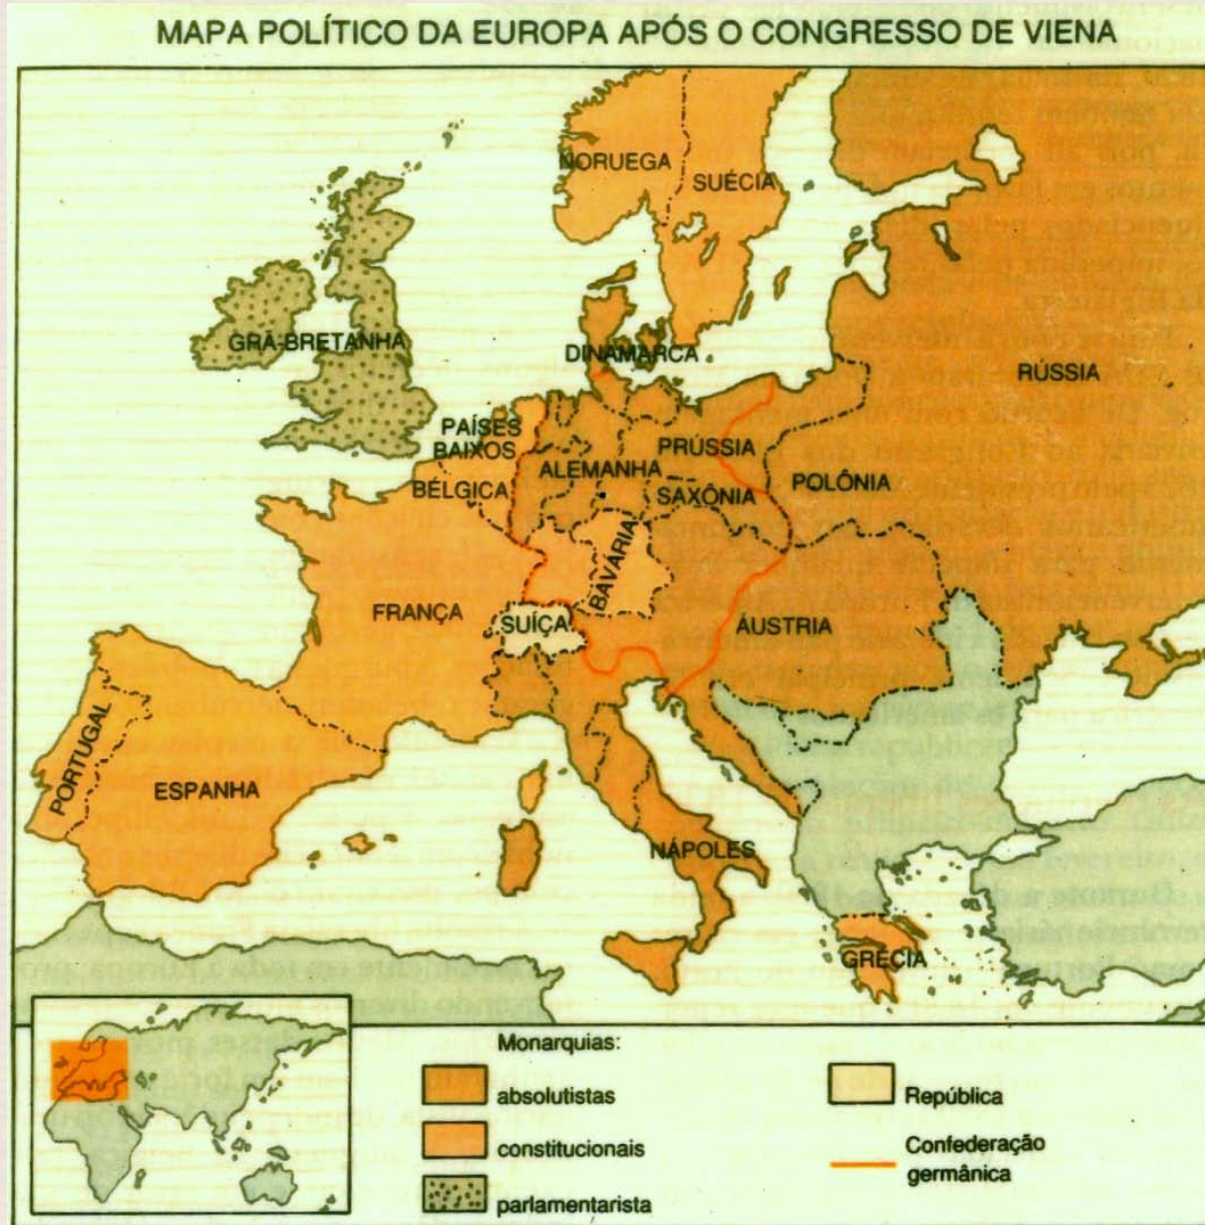 MAPA POLÍTICO DA EUROPA APÓS O CONGRESSO DE VIENA
NORUEGA
SUÉCIA
GRÃ-BRETANHA
DINAMARCA
RÚSSIA
PAÍSES
BAIXOS
PRÚSSIA
ALEMANHA
BÉLGICA
SAXÔNIA
POLÔNIA
BAVÁRIA
FRANÇA
SUÍÇA
ÁUSTRIA
PORTUGAL
ESPANHA
NÁPOLES
GRÉCIA
Monarquias:
absolutistas
constitucionais
parlamentarista
República
Confederação
germânica